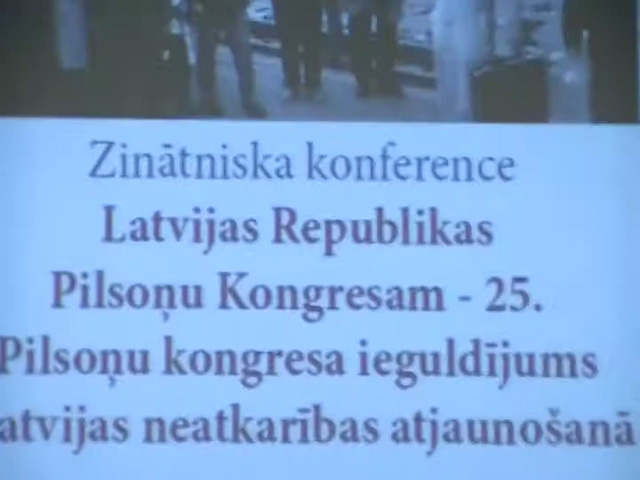 Zinātniska konference
Latvijas Republikas
Pilsoņu Kongresam - 25.
Pilsoņu kongresa ieguldījums
atvijas neatkarības atjaunošanā